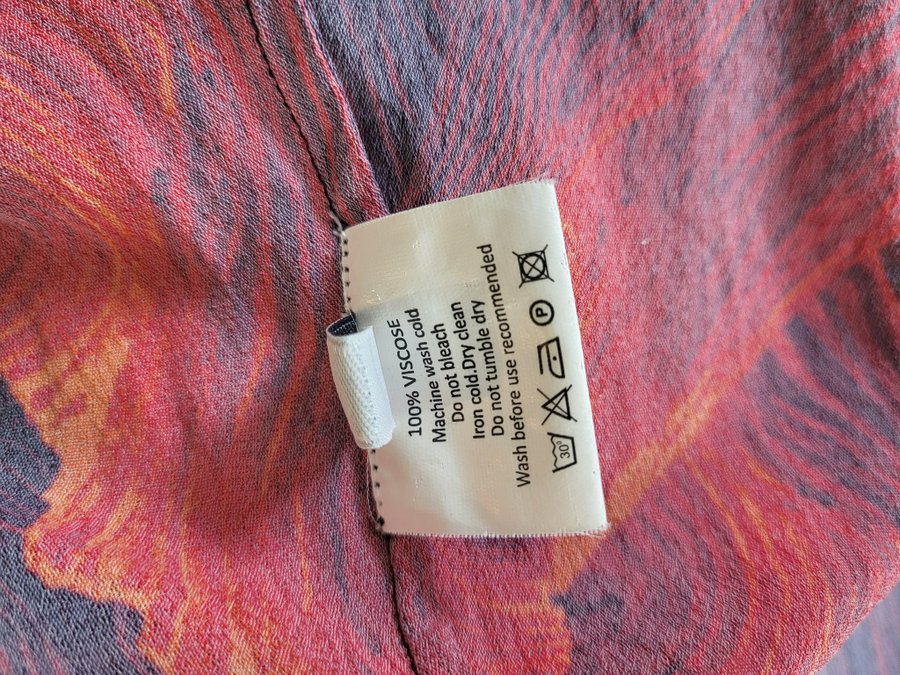 100% VISCOSE
Machine wash cold
Do not bleach
Iron cold.Dry clean
Do not tumble dry
Wash before use recommended
30° P